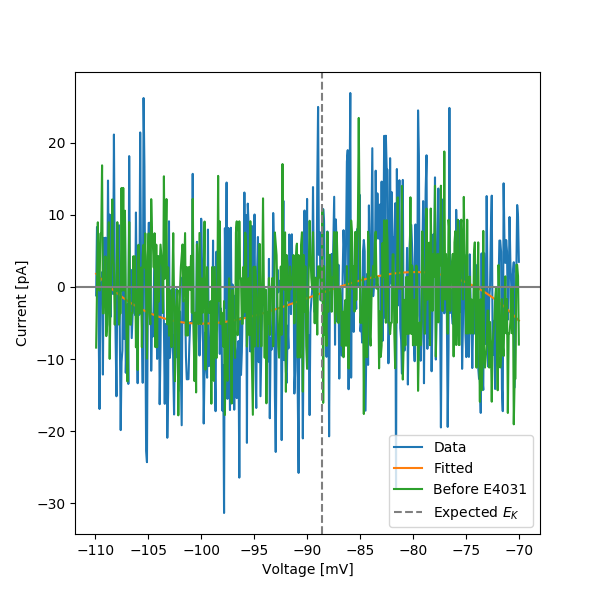 Current [pA]
20
10
0
−10
−20
−30
−110
−105
−100
−95
−90
−85
−80
−75
−70
Voltage [mV]
Data
Fitted
Before E4031
Expected E_K